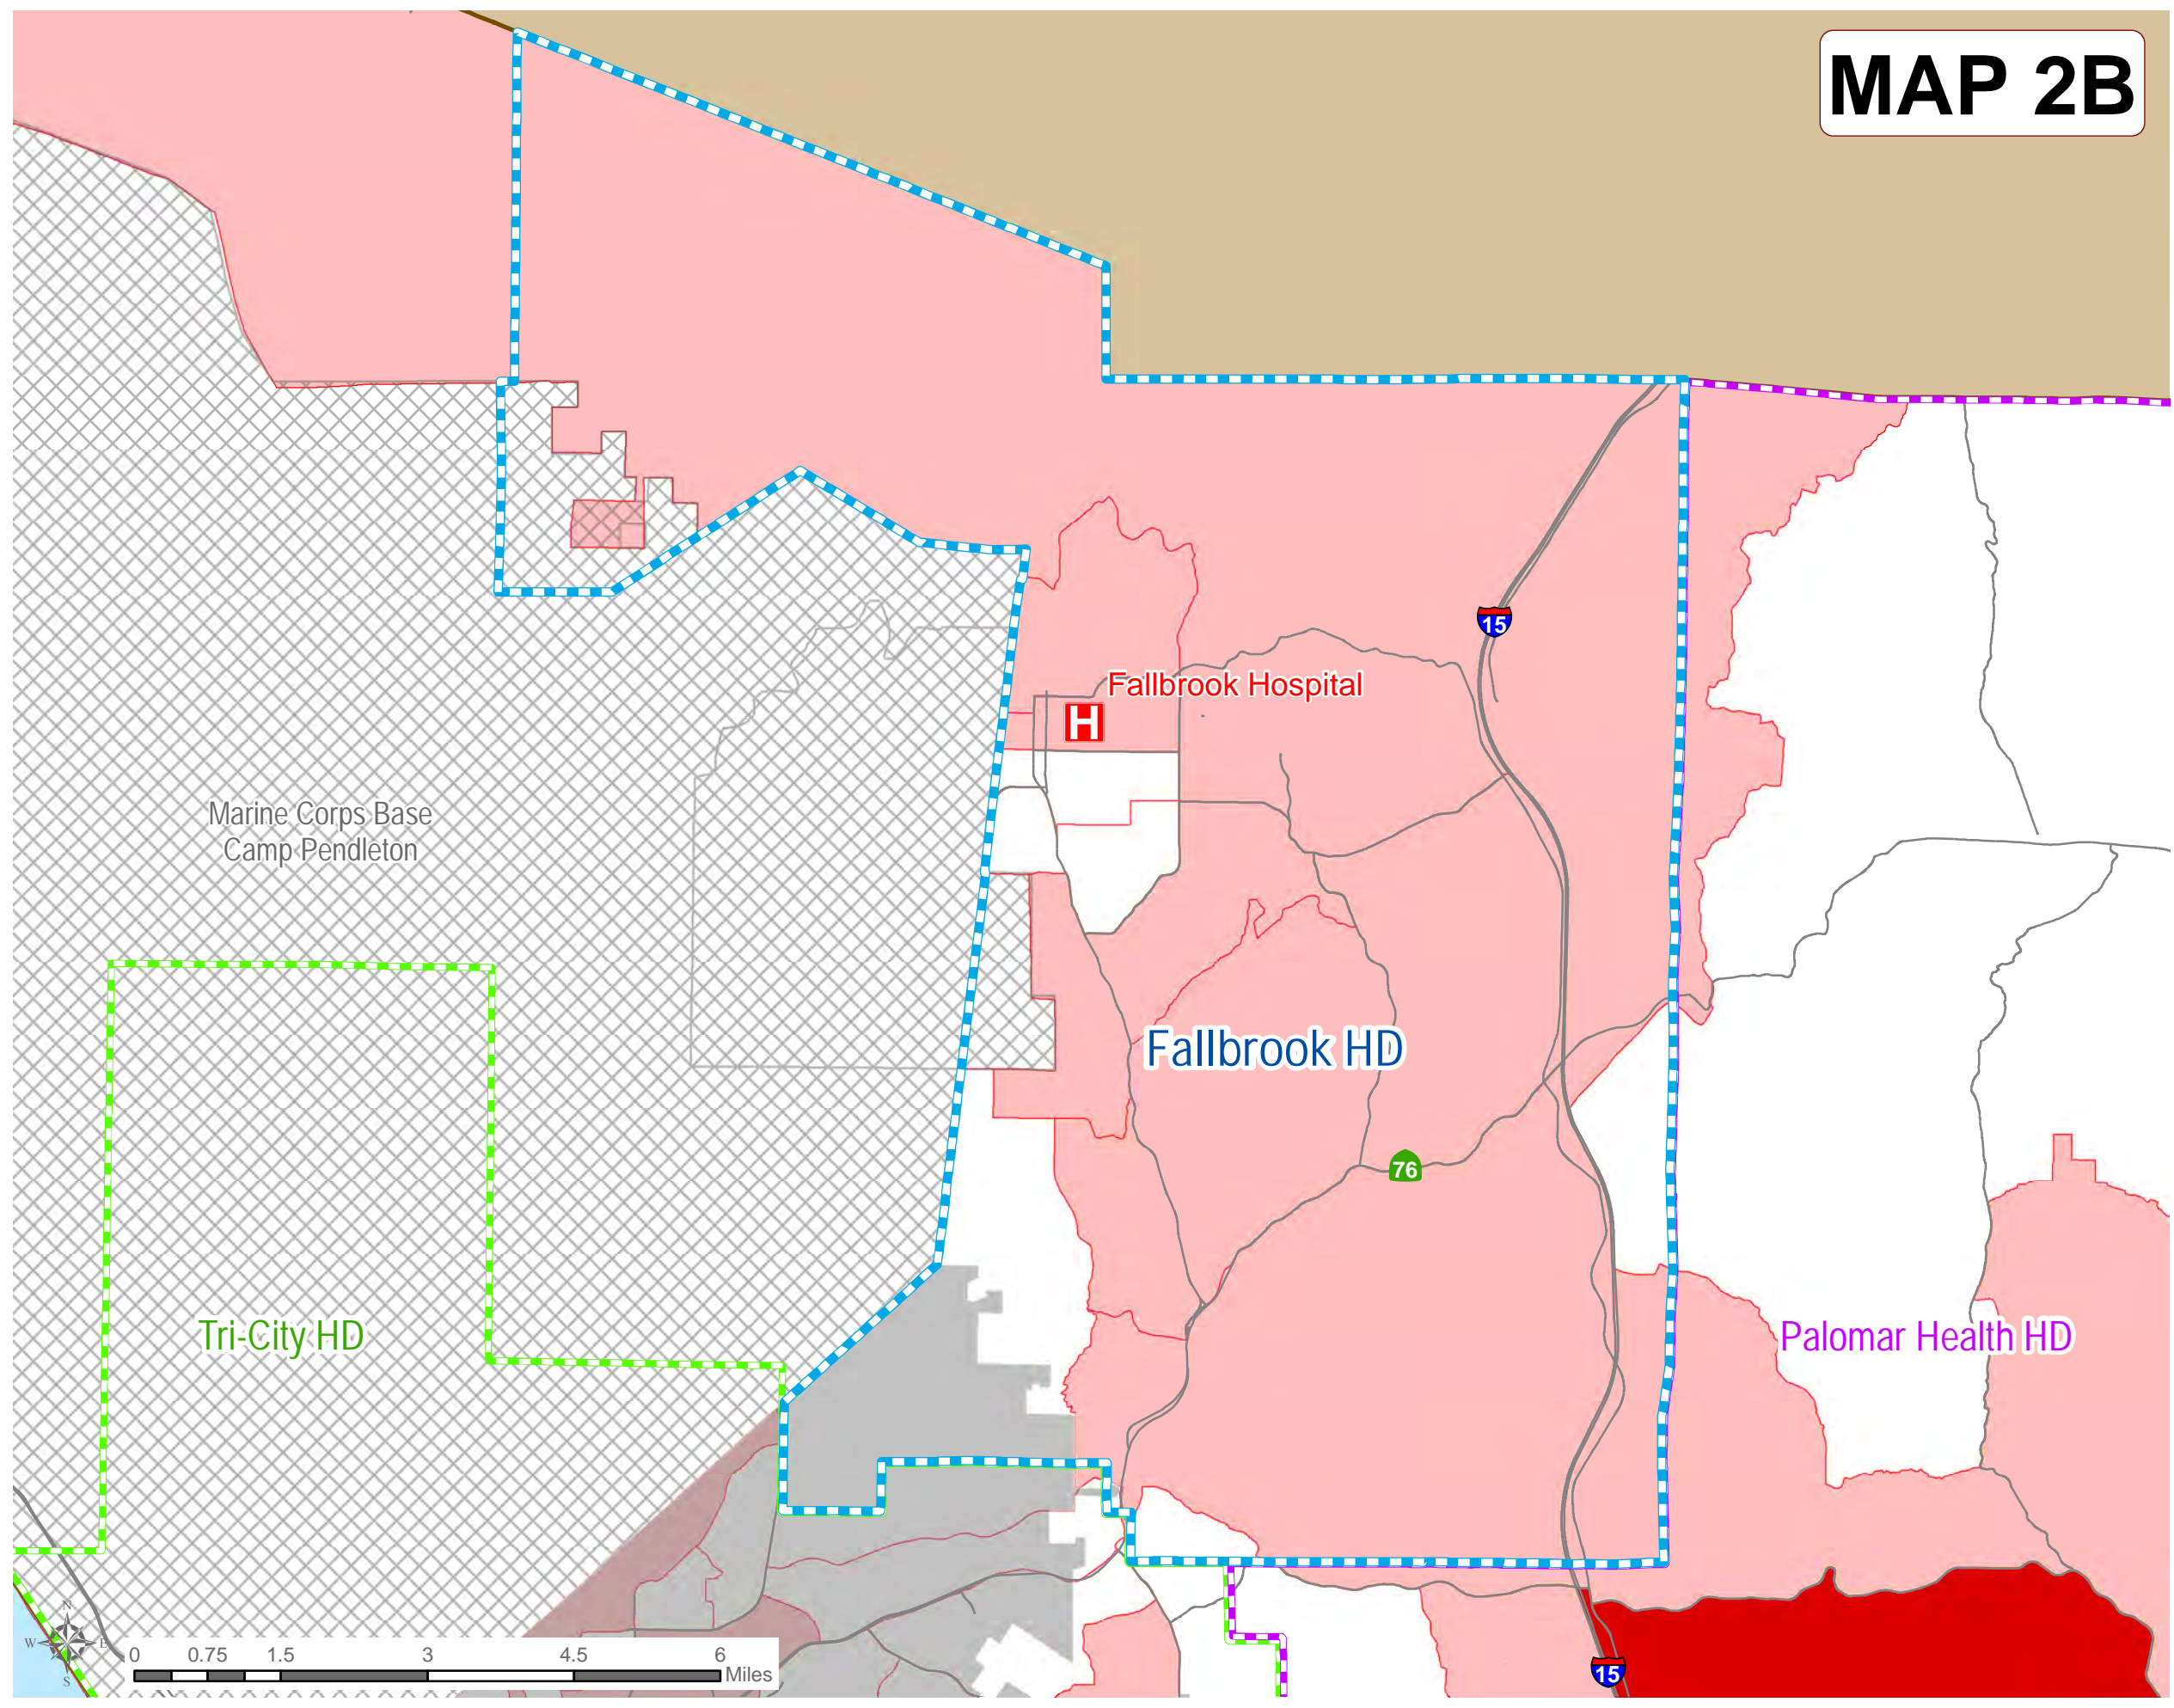 MAP 2B
15
Fallbrook Hospital
H
Marine Corps Base
Camp Pendleton
Fallbrook HD
76
Tri-City HD
Palomar Health HD
N
W E
S
0 0.75 1.5 3 4.5 6
Miles
15